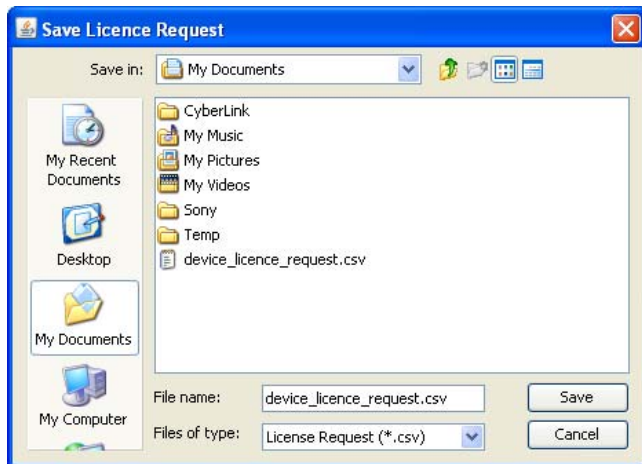 Save Licence Request
Save in: My Documents
My Recent
Documents
Desktop
My Documents
My Computer
CyberLink
My Music
My Pictures
My Videos
Sony
Temp
device_licence_request.csv
File name: device_licence_request.csv Save
Files of type: License Request (*.csv) Cancel